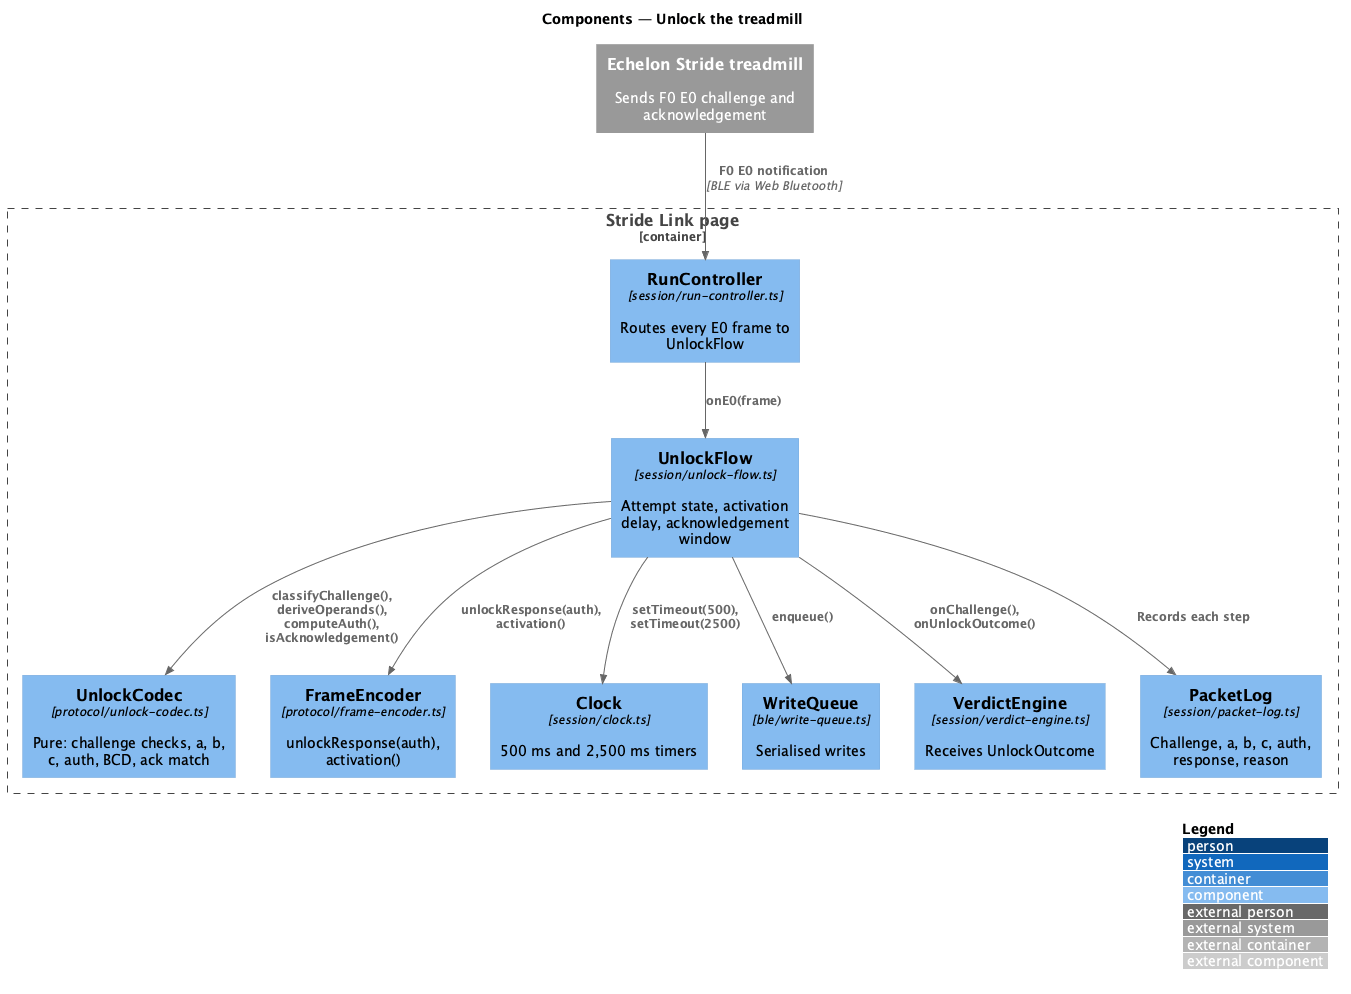 Components — Unlock the treadmill
Echelon Stride treadmill
Sends F0 E0 challenge and
acknowledgement
F0 E0 notification
[BLE via Web Bluetooth]
Stride Link page
[container]
RunController
[session/run-controller.ts]
Routes every E0 frame to
UnlockFlow
onE0(frame)
UnlockFlow
[session/unlock-flow.ts]
Attempt state, activation
delay, acknowledgement
window
classifyChallenge(),
deriveOperands(),
computeAuth(),
isAcknowledgement()
unlockResponse(auth),
activation()
setTimeout(500),
setTimeout(2500)
enqueue()
onChallenge(),
onUnlockOutcome()
Records each step
UnlockCodec
[protocol/unlock-codec.ts]
Pure: challenge checks, a, b,
c, auth, BCD, ack match
FrameEncoder
[protocol/frame-encoder.ts]
unlockResponse(auth),
activation()
Clock
[session/clock.ts]
500 ms and 2,500 ms timers
WriteQueue
[ble/write-queue.ts]
Serialised writes
VerdictEngine
[session/verdict-engine.ts]
Receives UnlockOutcome
PacketLog
[session/packet-log.ts]
Challenge, a, b, c, auth,
response, reason
Legend
person
system
container
component
external person
external system
external container
external component